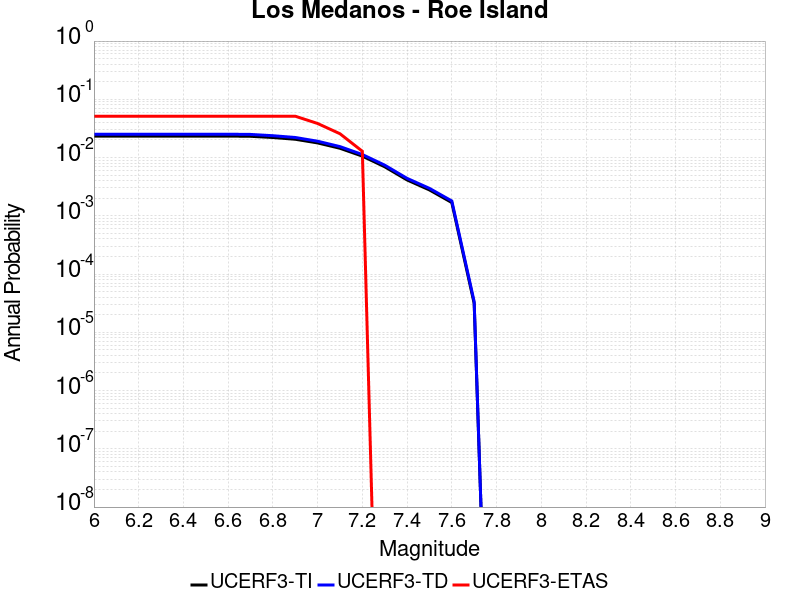 Los Medanos - Roe Island
10^0
10^-1
10^-2
10^-3
10^-4
10^-5
10^-6
10^-7
10^-8
Annual Probability
6 6.2 6.4 6.6 6.8 7 7.2 7.4 7.6 7.8 8 8.2 8.4 8.6 8.8 9
Magnitude
UCERF3-TI UCERF3-TD UCERF3-ETAS